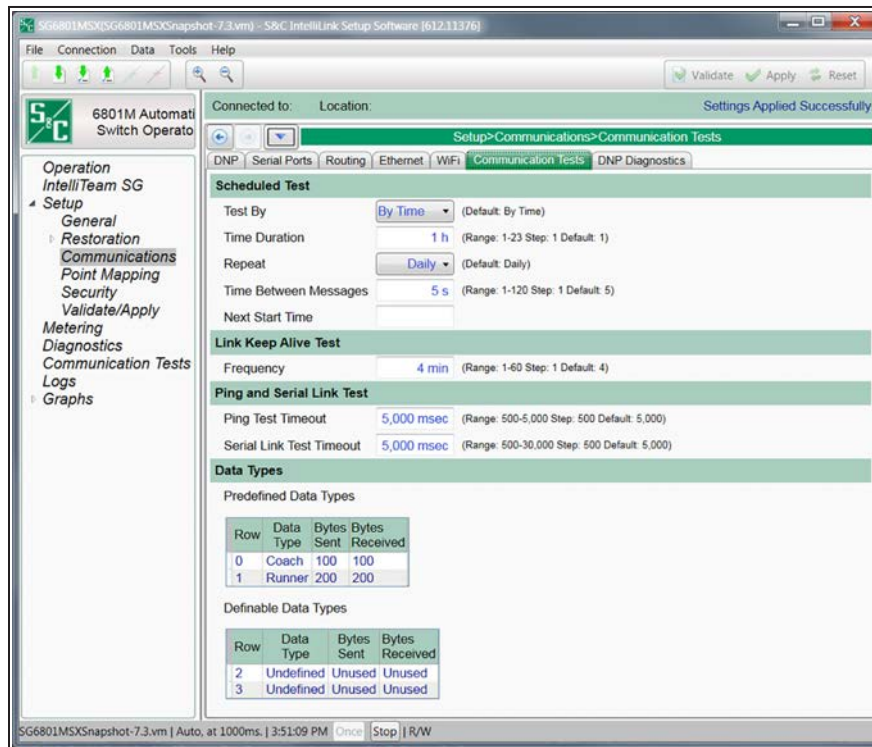 SG6801MSX(SG6801MSXSnapshot-7.3.vm) - S&C IntelliLink Setup Software [612.11376]
File Connection Data Tools Help
Validate Apply Reset
S&C
6801M Automati
Switch Operato
Connected to: Location: Settings Applied Successfully
Setup>Communications>Communication Tests
DNP Serial Ports Routing Ethernet WiFi Communication Tests DNP Diagnostics
Operation
IntelliTeam SG
Setup
General
Restoration
Communications
Point Mapping
Security
Validate/Apply
Metering
Diagnostics
Communication Tests
Logs
Graphs
Scheduled Test
Test By By Time (Default: By Time)
Time Duration 1 h (Range: 1-23 Step: 1 Default: 1)
Repeat Daily (Default: Daily)
Time Between Messages 5 s (Range: 1-120 Step: 1 Default: 5)
Next Start Time
Link Keep Alive Test
Frequency 4 min (Range: 1-60 Step: 1 Default: 4)
Ping and Serial Link Test
Ping Test Timeout 5,000 msec (Range: 500-5,000 Step: 500 Default: 5,000)
Serial Link Test Timeout 5,000 msec (Range: 500-30,000 Step: 500 Default: 5,000)
Data Types
Predefined Data Types
Row Data Type Bytes Sent Bytes Received
0 Coach 100 100
1 Runner 200 200
Definable Data Types
Row Data Type Bytes Sent Bytes Received
2 Undefined Unused Unused
3 Undefined Unused Unused
SG6801MSXSnapshot-7.3.vm | Auto, at 1000ms. | 3:51:09 PM Once Stop | R/W